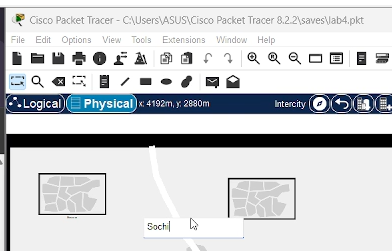 Cisco Packet Tracer - C:\Users\ASUS\Cisco Packet Tracer 8.2.2\saves\lab4.pkt
File Edit Options View Tools Extensions Window Help
Logical Physical x: 4192m, y: 2880m Intercity
Sochi